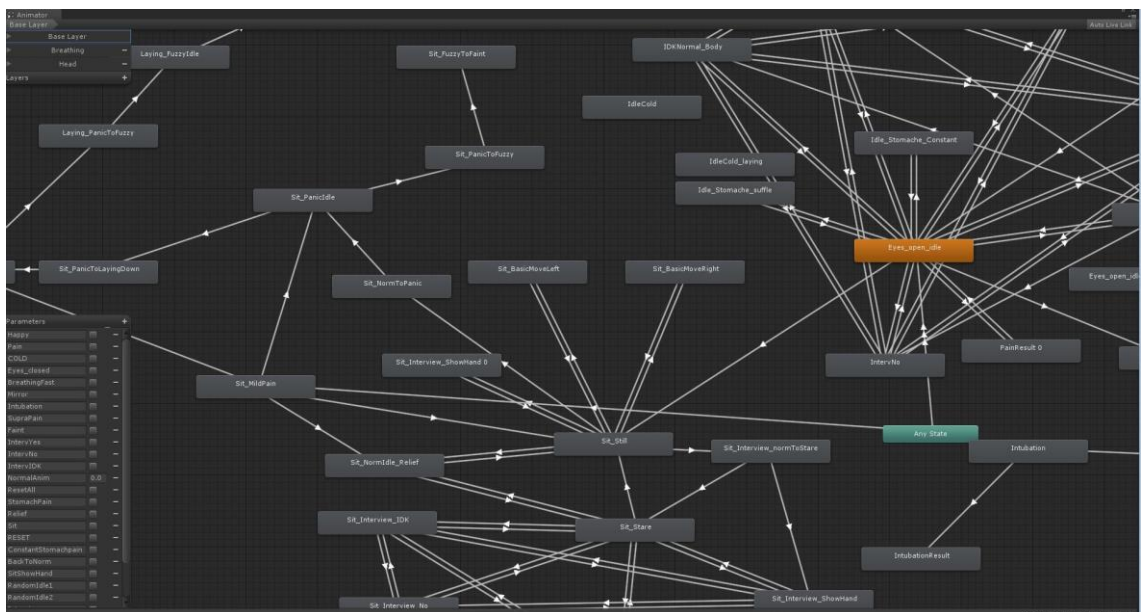 Animator
Base Layer
Auto Live Link
Base Layer
Breathing
Head
Layers
Laying_FuzzyIdle
Sit_FuzzyToFaint
IDKNormal_Body
IdleCold
Laying_PanicToFuzzy
Idle_Stomache_Constant
Sit_PanicToFuzzy
IdleCold_laying
Idle_Stomache_suffle
Sit_PanicIdle
Eyes_open_idle
Sit_PanicToLayingDown
Sit_BasicMoveLeft
Sit_BasicMoveRight
Eyes_open_idl
Sit_NormToPanic
Parameters
PainResult 0
Sit_Interview_ShowHand 0
IntervNo
Sit_MildPain
Any State
Sit_Still
Sit_Interview_normToStare
Intubation
Sit_NormIdle_Relief
Sit_Interview_IDK
Sit_Stare
IntubationResult
Sit_Interview_No
Sit_Interview_ShowHand
Happy
Pain
COLD
Eyes_closed
BreathingFast
Mirror
Intubation
SupraPain
Faint
IntervYes
IntervNo
IntervIDK
NormalAnim 0.0
ResetAll
StomachPain
Relief
Sit
RESET
ConstantStomachpain
BackToNorm
SitShowHand
RandomIdle1
RandomIdle2